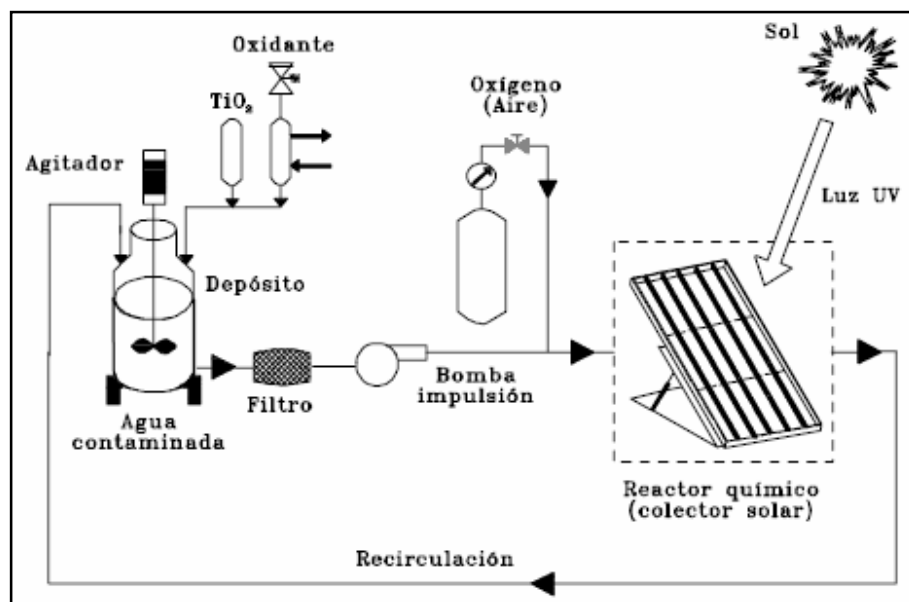 Oxidante
TiO₂
Agitador
Oxígeno
(Aire)
Sol
Luz UV
Depósito
Filtro
Bomba
impulsión
Agua
contaminada
Reactor químico
(colector solar)
Recirculación